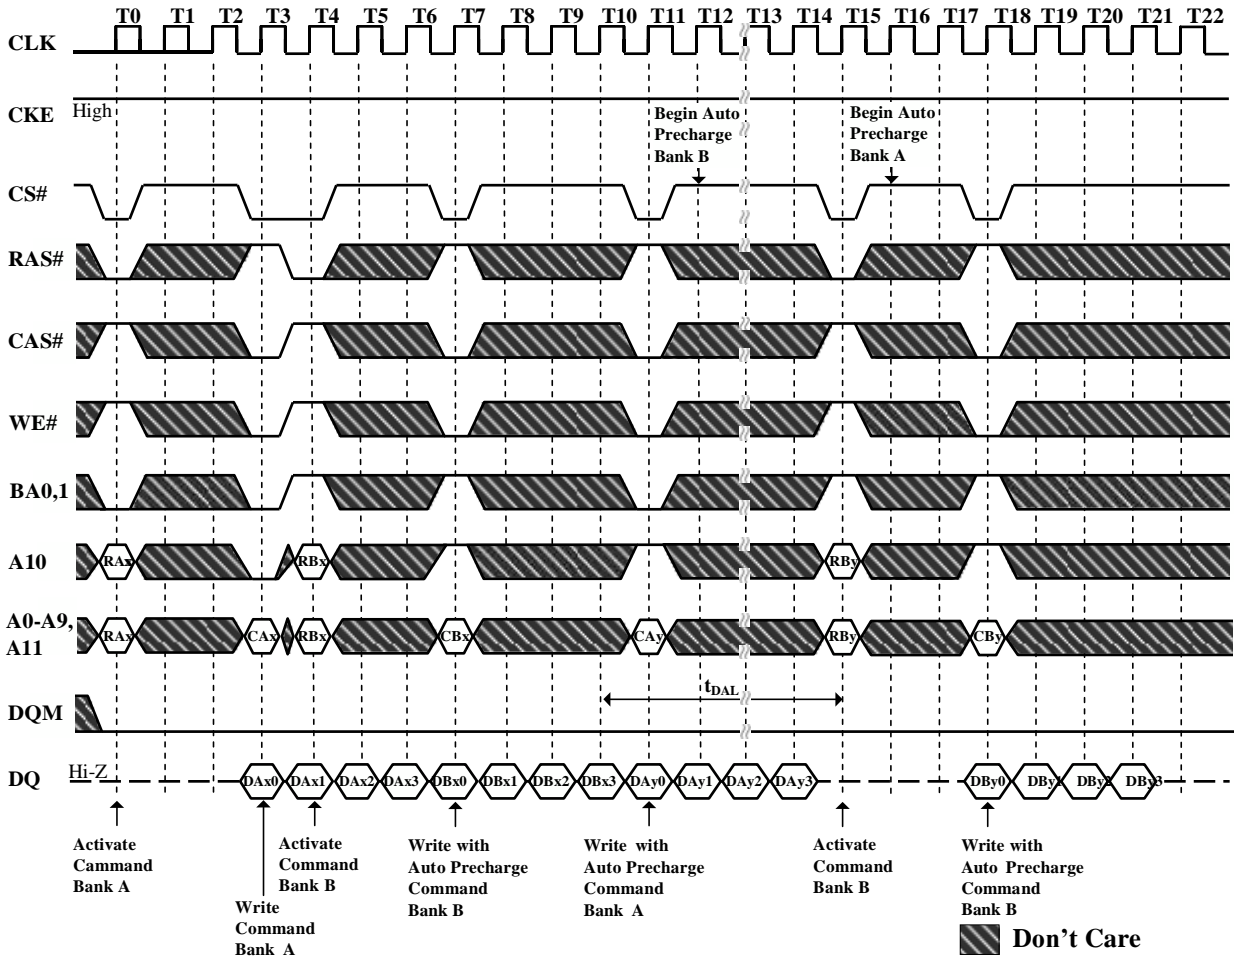 T0 T1 T2 T3 T4 T5 T6 T7 T8 T9 T10 T11 T12 T13 T14 T15 T16 T17 T18 T19 T20 T21 T22
CLK
CKE High
Begin Auto
Precharge
Bank B
Begin Auto
Precharge
Bank A
CS#
RAS#
CAS#
WE#
BA0,1
A10 RAx RBx RBy
A0-A9,
A11
RAx CAx RBx CBx CAy RBy CBy
tDAL
DQM
DQ Hi-Z DAx0 DAx1 DAx2 DAx3 DBx0 DBx1 DBx2 DBx3 DAy0 DAy1 DAy2 DAy3 DBy0 DBy1 DBy2 DBy3
Activate
Cammand
Bank A
Write
Command
Bank A
Activate
Command
Bank B
Write with
Auto Precharge
Command
Bank B
Write with
Auto Precharge
Command
Bank A
Activate
Command
Bank B
Write with
Auto Precharge
Command
Bank B
Don't Care